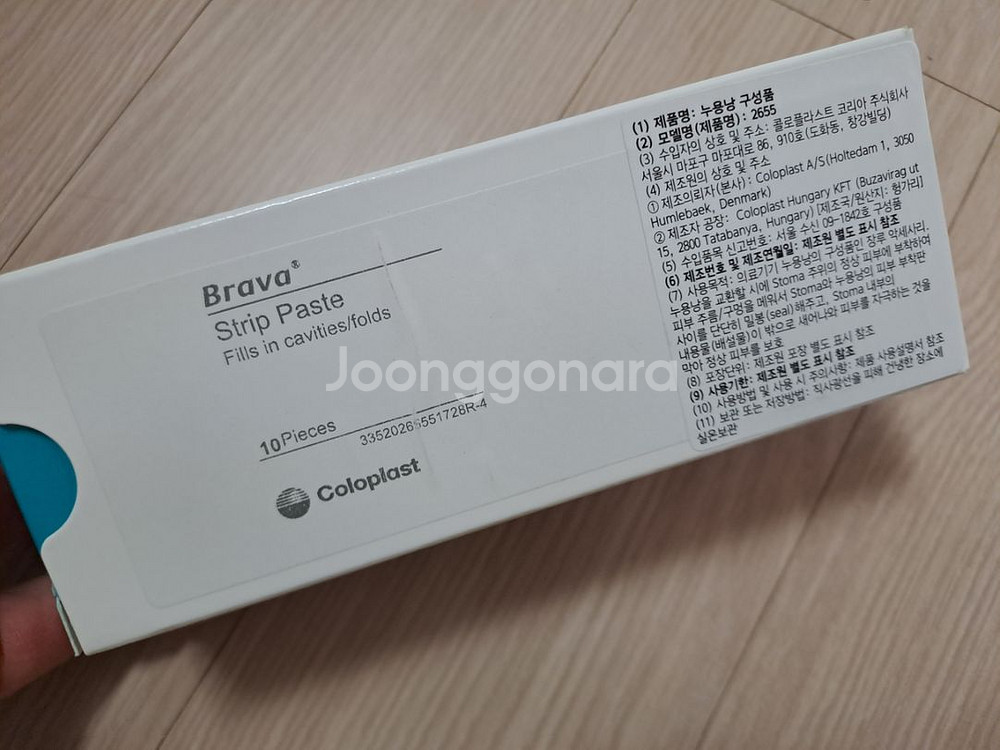 Brava®
Strip Paste
Fills in cavities/folds
10Pieces
33520265551728R-4
Coloplast
(1) 제품명: 누용낭 구성품
(2) 모델명(제품명) : 2655
(3) 수입자의 상호 및 주소: 콜로플라스트 코리아 주식회사
서울시 마포구 마포대로 86, 910호(도화동, 창강빌딩)
(4) 제조원의 상호 및 주소
① 제조의뢰자(본사) : Coloplast A/S(Holtedam 1, 3050
Humlebaek, Denmark)
② 제조자 공장: Coloplast Hungary KFT (Buzavirag ut
15, 2800 Tatabanya, Hungary) [제조국/원산지: 헝가리]
(5) 수입품목 신고번호: 서울 수신 09-1842호 구성품
(6) 제조번호 및 제조연월일: 제조원 별도 표시 참조
(7) 사용목적: 의료기기 누용낭의 구성품인 장루 악세사리.
누용낭을 교환할 시에 Stoma 주위의 정상 피부에 부착하여
피부 주름/구멍을 메워서 Stoma와 누용낭의 피부 부착판
사이를 단단히 밀봉(seal)해주고, Stoma 내부의
내용물(배설물)이 밖으로 새어나와 피부를 자극하는 것을
막아 정상 피부를 보호
(8) 포장단위: 제조원 포장 별도 표시 참조
(9) 사용기한: 제조원 별도 표시 참조
(10) 사용방법 및 사용 시 주의사항: 제품 사용설명서 참조
(11) 보관 또는 저장방법: 직사광선을 피해 건냉한 장소에
실온보관
Joonggonara